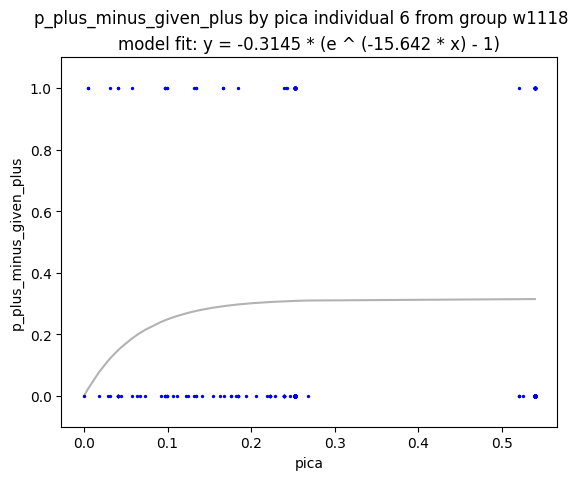 p_plus_minus_given_plus by pica individual 6 from group w1118
model fit: y = -0.3145 * (e ^ (-15.642 * x) - 1)
p_plus_minus_given_plus
1.0
0.8
0.6
0.4
0.2
0.0
0.0 0.1 0.2 0.3 0.4 0.5
pica